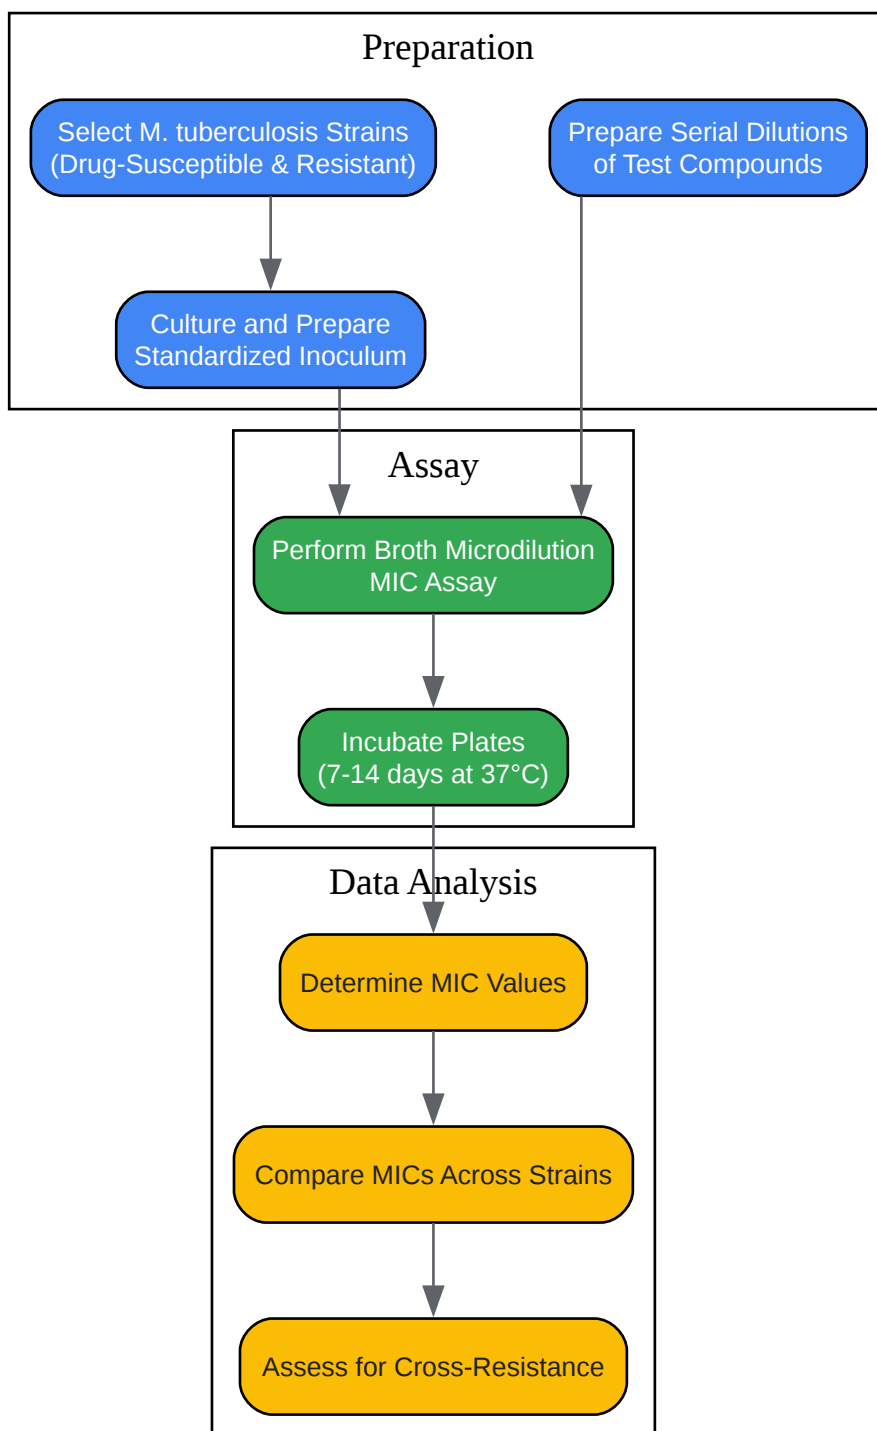 Preparation
Select M. tuberculosis Strains
(Drug-Susceptible & Resistant)
Prepare Serial Dilutions
of Test Compounds
Culture and Prepare
Standardized Inoculum
Assay
Perform Broth Microdilution
MIC Assay
Incubate Plates
(7-14 days at 37°C)
Data Analysis
Determine MIC Values
Compare MICs Across Strains
Assess for Cross-Resistance